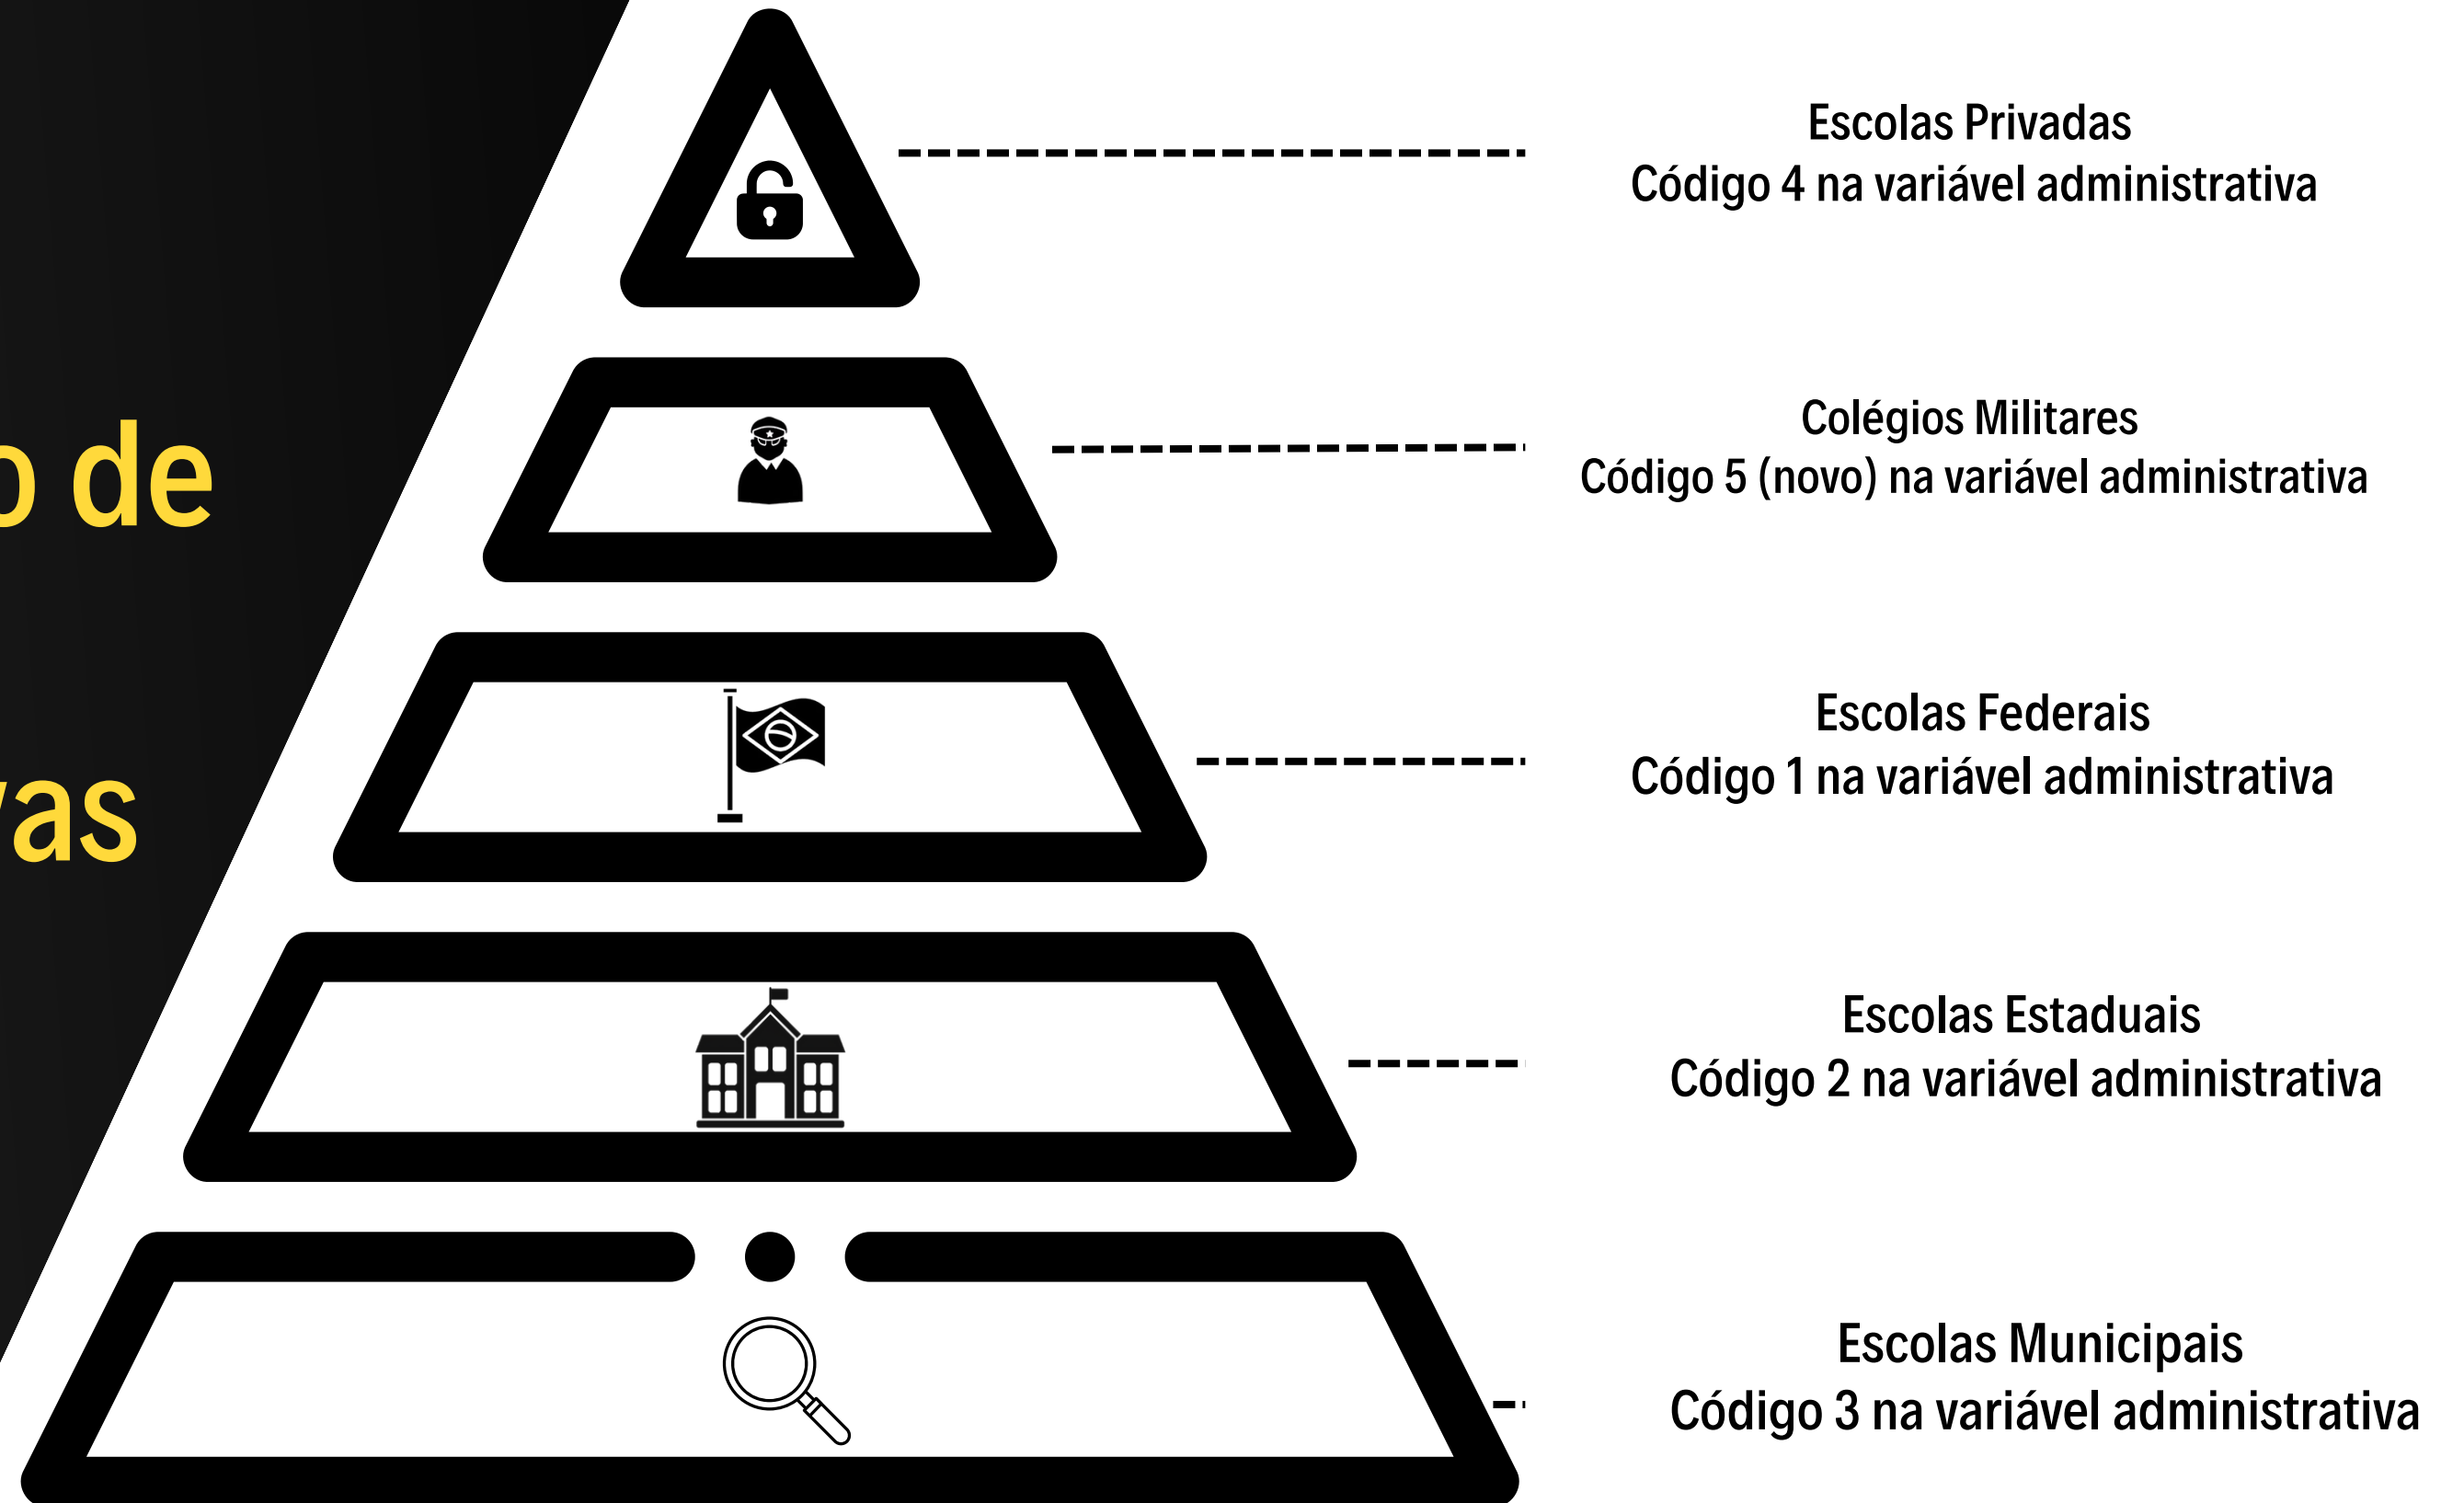 de
Escolas Privadas
Código 4 na variável administrativa
Colégios Militares
Código 5 (novo) na variável administrativa
Escolas Federais
Código 1 na variável administrativa
Escolas Estaduais
Código 2 na variável administrativa
Escolas Municipais
Código 3 na variável administrativa